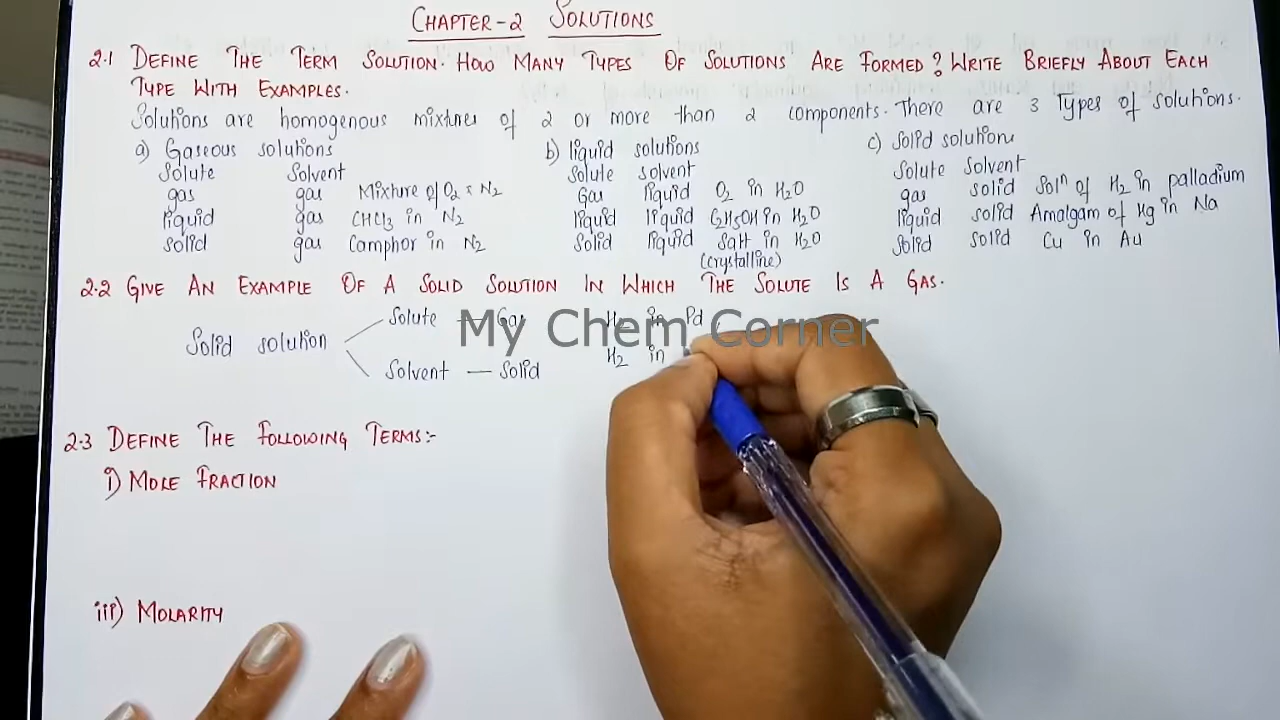 CHAPTER-2 SOLUTIONS
2.1 DEFINE THE TERM SOLUTION. HOW MANY TYPES OF SOLUTIONS ARE FORMED? WRITE BRIEFLY ABOUT EACH
TYPE WITH EXAMPLES.
Solutions are homogenous mixtures of 2 or more than 2 components. There are 3 Types of solutions.
a) Gaseous solutions
Solute Solvent
gas gas Mixture of O2 & N2
liquid gas CHCl3 in N2
solid gas Camphor in N2
b) liquid solutions
Solute solvent
Gas liquid O2 in H2O
liquid liquid C2H5OH in H2O
Solid liquid Salt in H2O
(crystalline)
c) Solid solutions
Solute Solvent
gas solid Solⁿ of H2 in palladium
liquid solid Amalgam of Hg in Na
Solid solid Cu in Au
2.2 GIVE AN EXAMPLE OF A SOLID SOLUTION IN WHICH THE SOLUTE IS A GAS.
Solid solution
Solute — Gas H2 in Pd
Solvent — Solid H2 in
My Chem Corner
2.3 DEFINE THE FOLLOWING TERMS:-
i) MOLE FRACTION
iii) MOLARITY